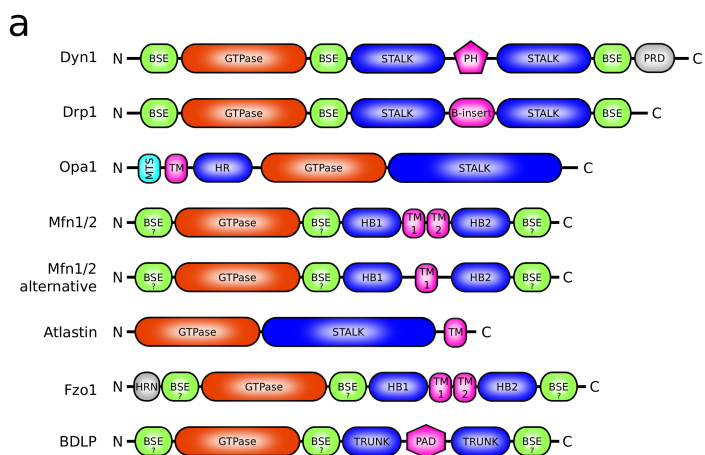 a
Dyn1 N BSE GTPase BSE STALK PH STALK BSE PRD C
Drp1 N BSE GTPase BSE STALK B-insert STALK BSE C
Opa1 N MTS TM HR GTPase STALK C
Mfn1/2 N BSE ? GTPase BSE ? HB1 TM 1 TM 2 HB2 BSE ? C
Mfn1/2
alternative N BSE ? GTPase BSE ? HB1 TM 1 HB2 BSE ? C
Atlastin N GTPase STALK TM C
Fzo1 N HRN BSE ? GTPase BSE ? HB1 TM 1 TM 2 HB2 BSE ? C
BDLP N BSE ? GTPase BSE ? TRUNK PAD TRUNK BSE ? C